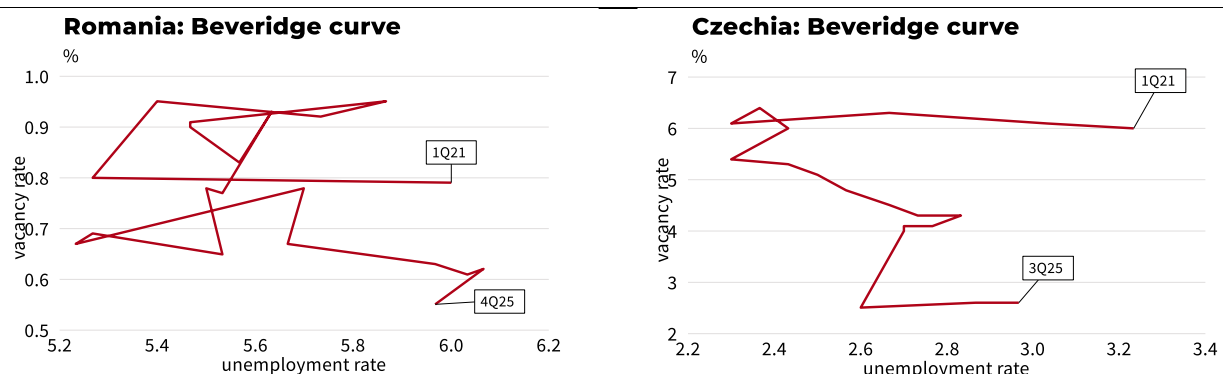 Romania: Beveridge curve
%
1.0
0.9
0.8
0.7
0.6
0.5
vacancy rate
1Q21
4Q25
5.2 5.4 5.6 5.8 6.0 6.2
unemployment rate
Czechia: Beveridge curve
%
7
6
5
4
3
2
vacancy rate
1Q21
3Q25
2.2 2.4 2.6 2.8 3.0 3.2 3.4
unemployment rate